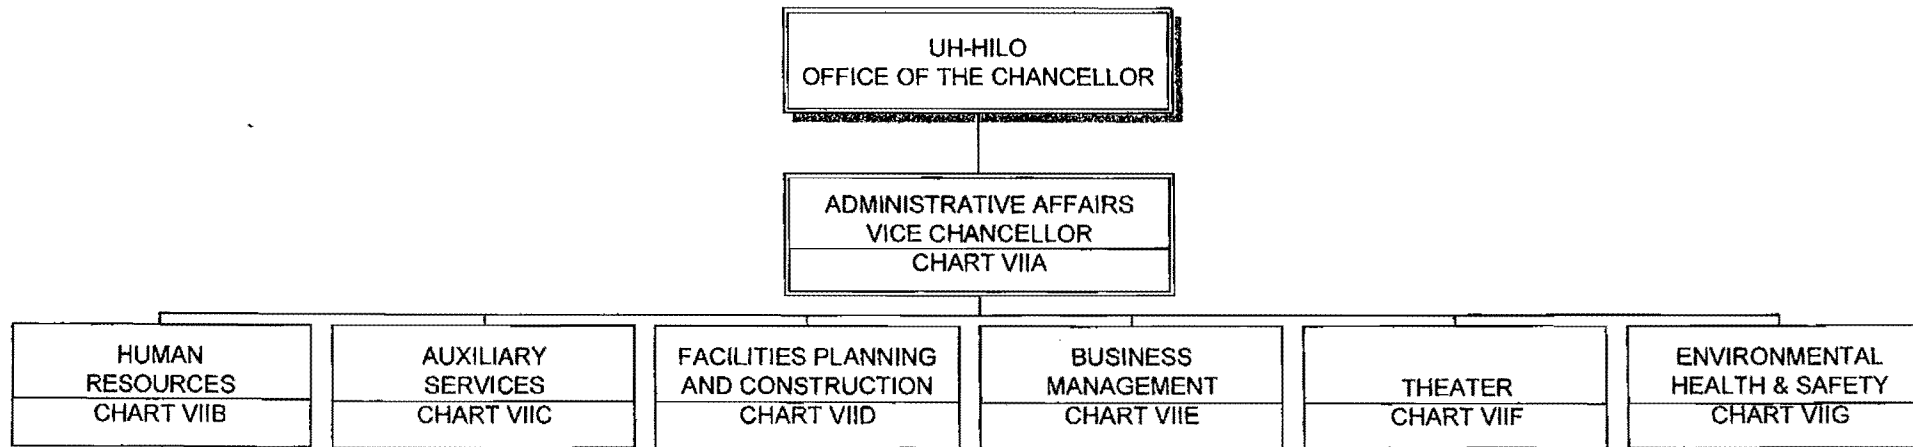 UH-HILO
OFFICE OF THE CHANCELLOR
ADMINISTRATIVE AFFAIRS
VICE CHANCELLOR
CHART VIIA
HUMAN
RESOURCES
CHART VIIB
AUXILIARY
SERVICES
CHART VIIC
FACILITIES PLANNING
AND CONSTRUCTION
CHART VIID
BUSINESS
MANAGEMENT
CHART VIIE
THEATER
CHART VIIF
ENVIRONMENTAL
HEALTH & SAFETY
CHART VIIG